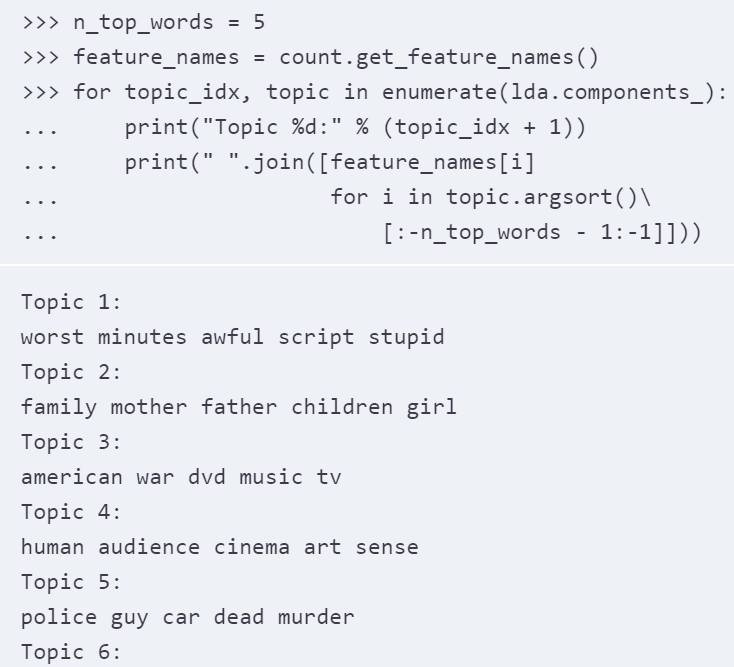 >>> n_top_words = 5
>>> feature_names = count.get_feature_names()
>>> for topic_idx, topic in enumerate(lda.components_):
...     print("Topic %d:" % (topic_idx + 1))
...     print(" ".join([feature_names[i]
...                     for i in topic.argsort()\
...                         [:-n_top_words - 1:-1]]))
Topic 1:
worst minutes awful script stupid
Topic 2:
family mother father children girl
Topic 3:
american war dvd music tv
Topic 4:
human audience cinema art sense
Topic 5:
police guy car dead murder
Topic 6: